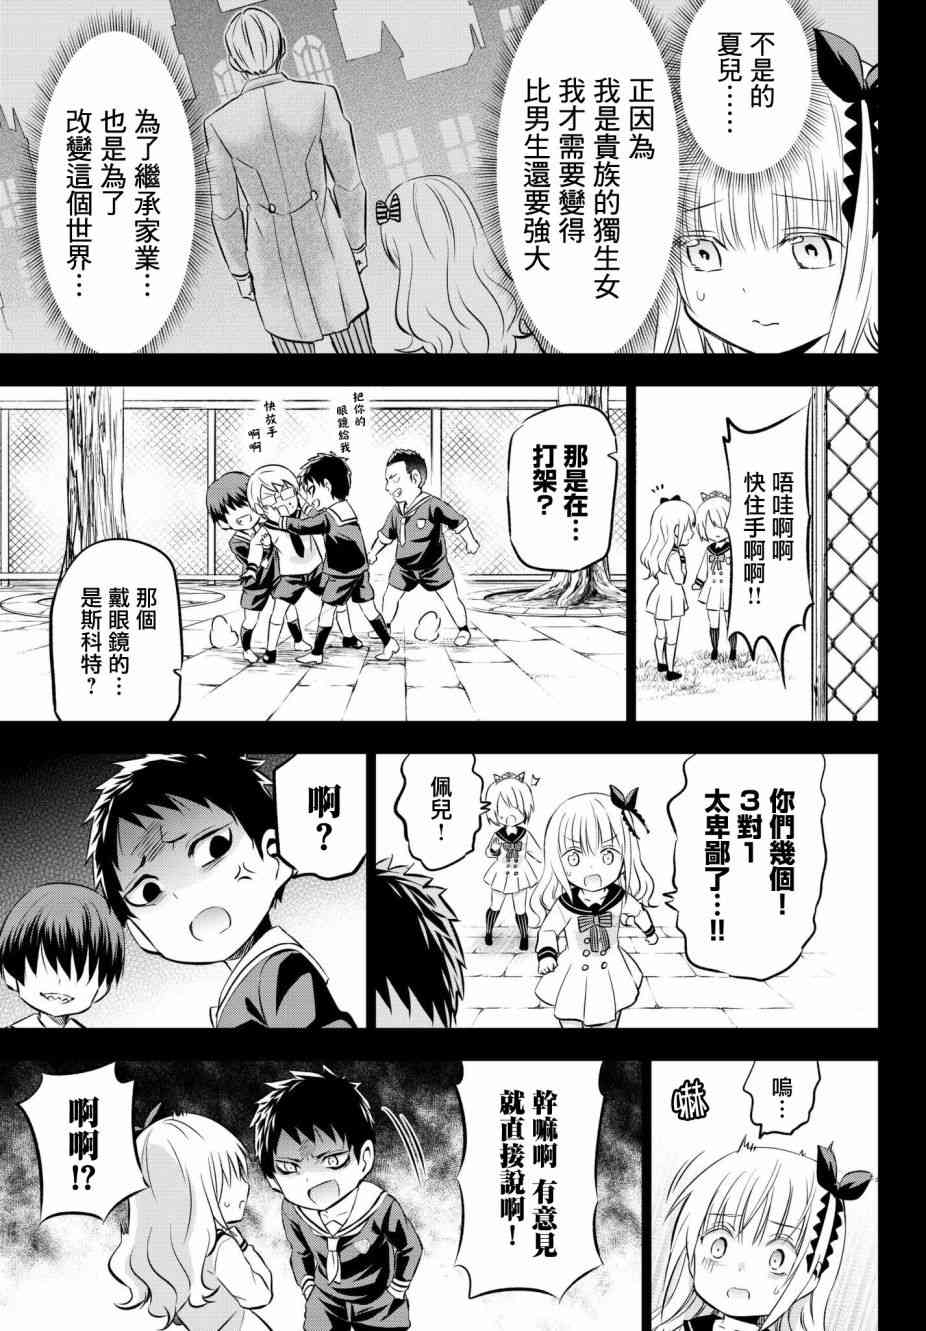 不是的
夏兒……
正因為
我是貴族的獨生女
我才需要變得
比男生還要強大
為了繼承家業…
也是為了
改變這個世界…
唔哇啊啊
快住手啊啊!!
那是在…
打架?
把你的
眼鏡給我
快放手
啊啊
那個
戴眼鏡的…
是斯科特?
你們幾個!
3對1
太卑鄙了…!!
佩兒!
啊?
嗚…
嚇
幹嘛啊 有意見
就直接說啊!
啊啊!?